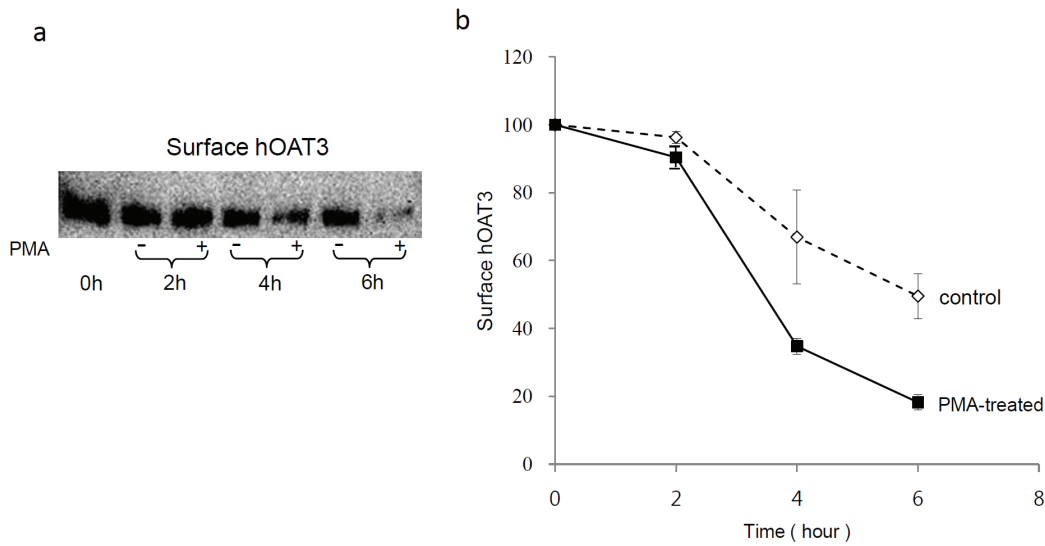 a
Surface hOAT3
PMA - + - + - +
0h 2h 4h 6h
b
120
100
80
60
40
20
0
Surface hOAT3
control
PMA-treated
0 2 4 6 8
Time ( hour )